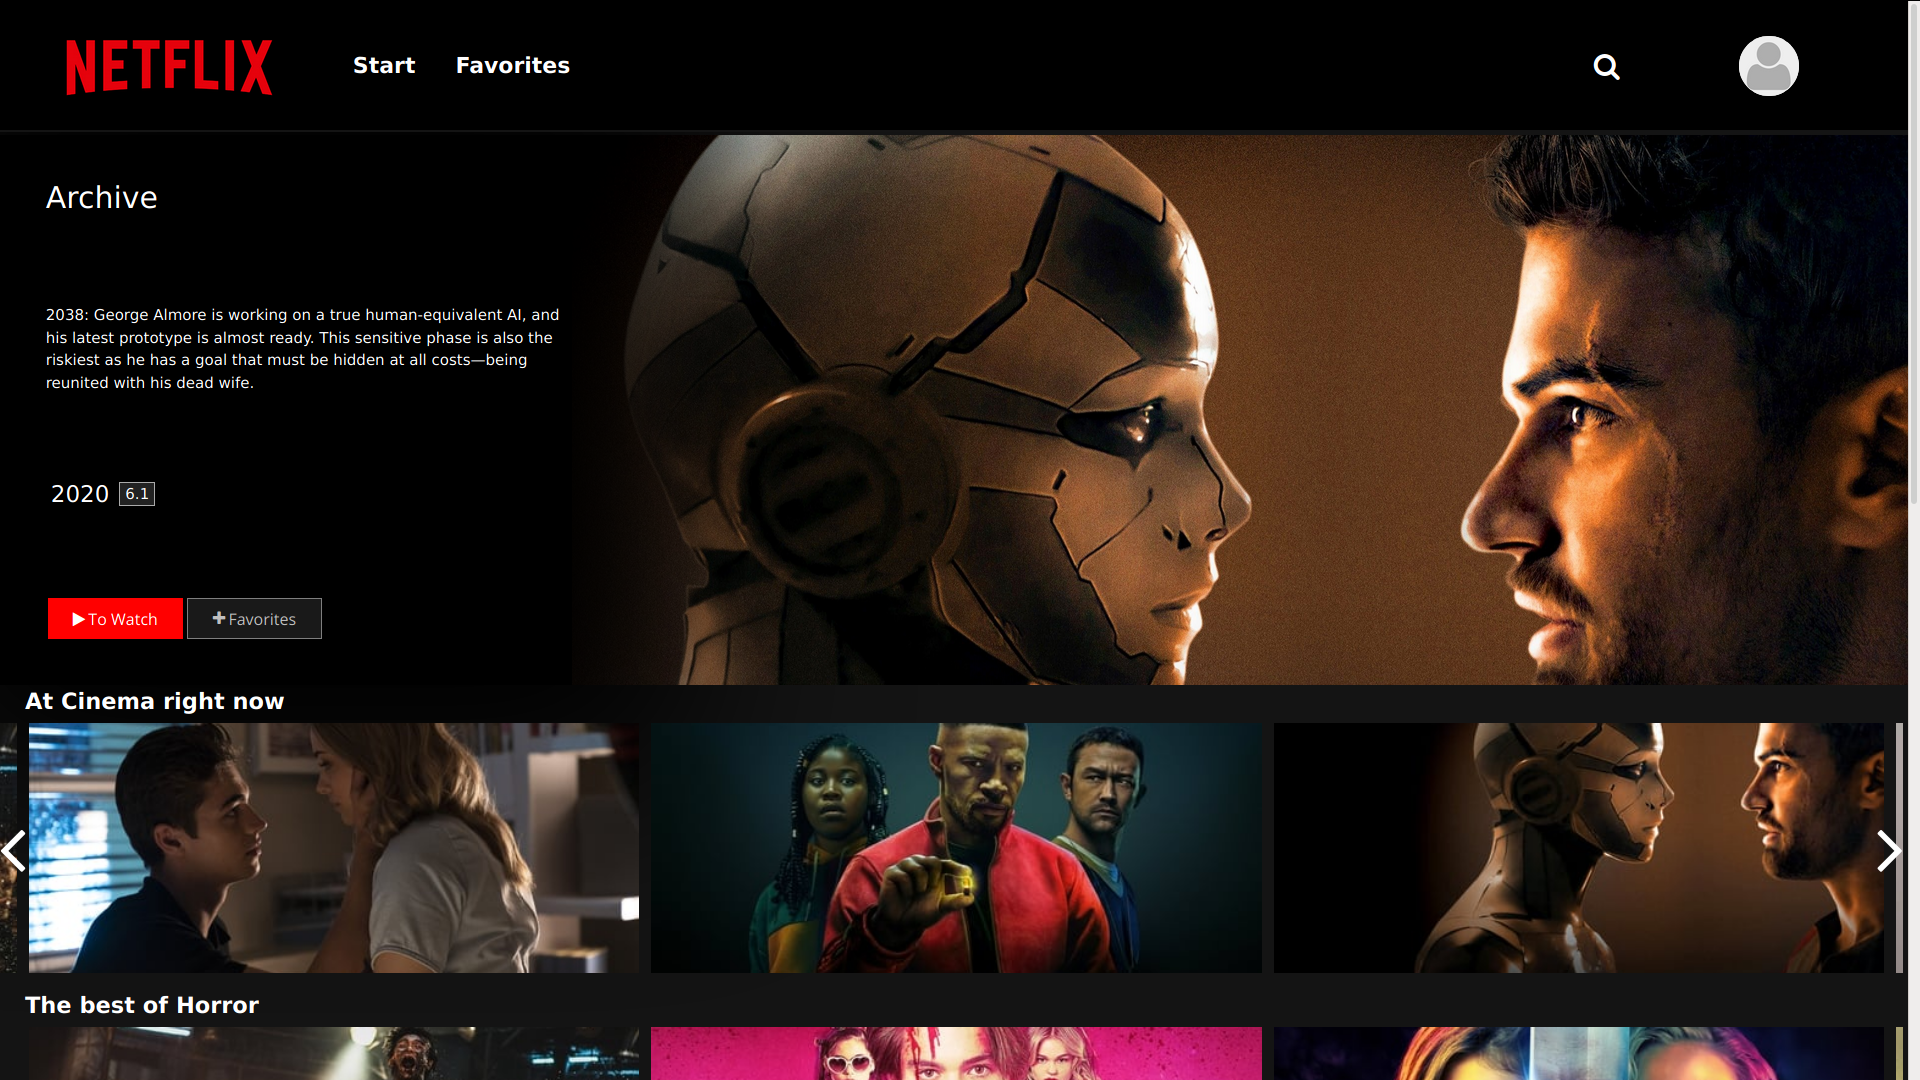 NETFLIX
Start
Favorites
Archive
2038: George Almore is working on a true human-equivalent AI, and
his latest prototype is almost ready. This sensitive phase is also the
riskiest as he has a goal that must be hidden at all costs—being
reunited with his dead wife.
2020 6.1
To Watch
Favorites
At Cinema right now
The best of Horror